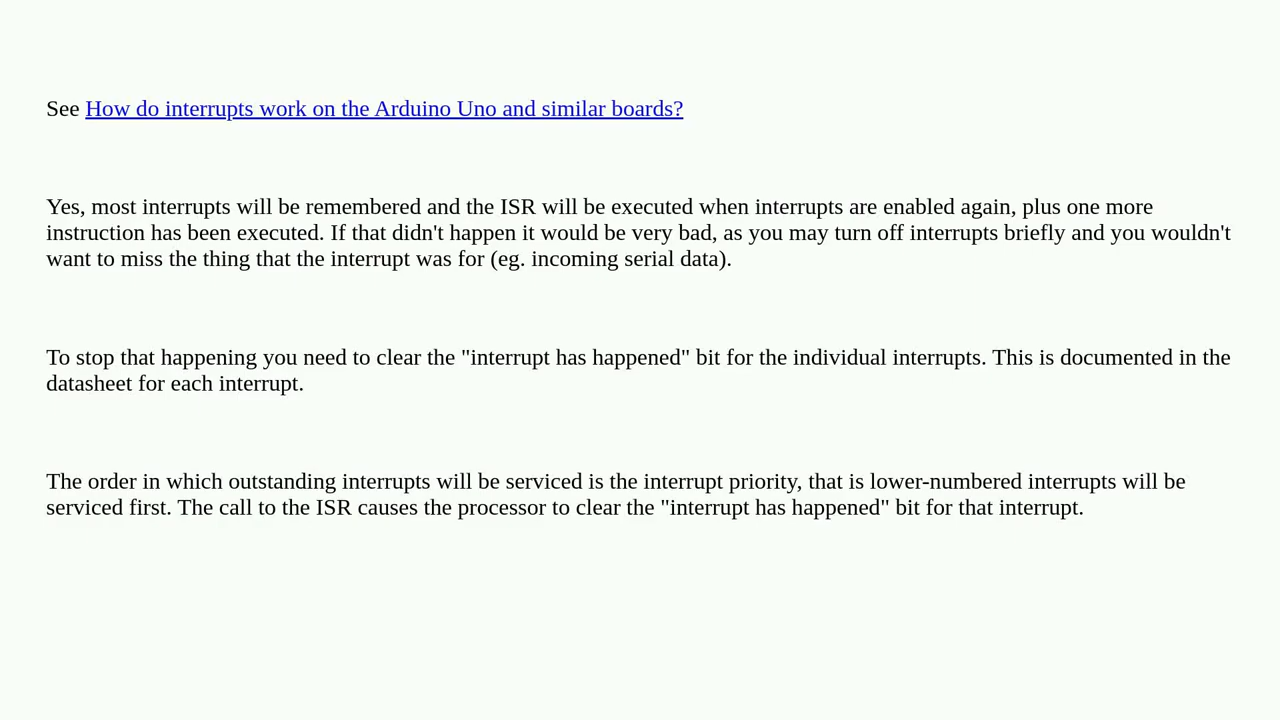 See How do interrupts work on the Arduino Uno and similar boards?
Yes, most interrupts will be remembered and the ISR will be executed when interrupts are enabled again, plus one more
instruction has been executed. If that didn't happen it would be very bad, as you may turn off interrupts briefly and you wouldn't
want to miss the thing that the interrupt was for (eg. incoming serial data).
To stop that happening you need to clear the "interrupt has happened" bit for the individual interrupts. This is documented in the
datasheet for each interrupt.
The order in which outstanding interrupts will be serviced is the interrupt priority, that is lower-numbered interrupts will be
serviced first. The call to the ISR causes the processor to clear the "interrupt has happened" bit for that interrupt.